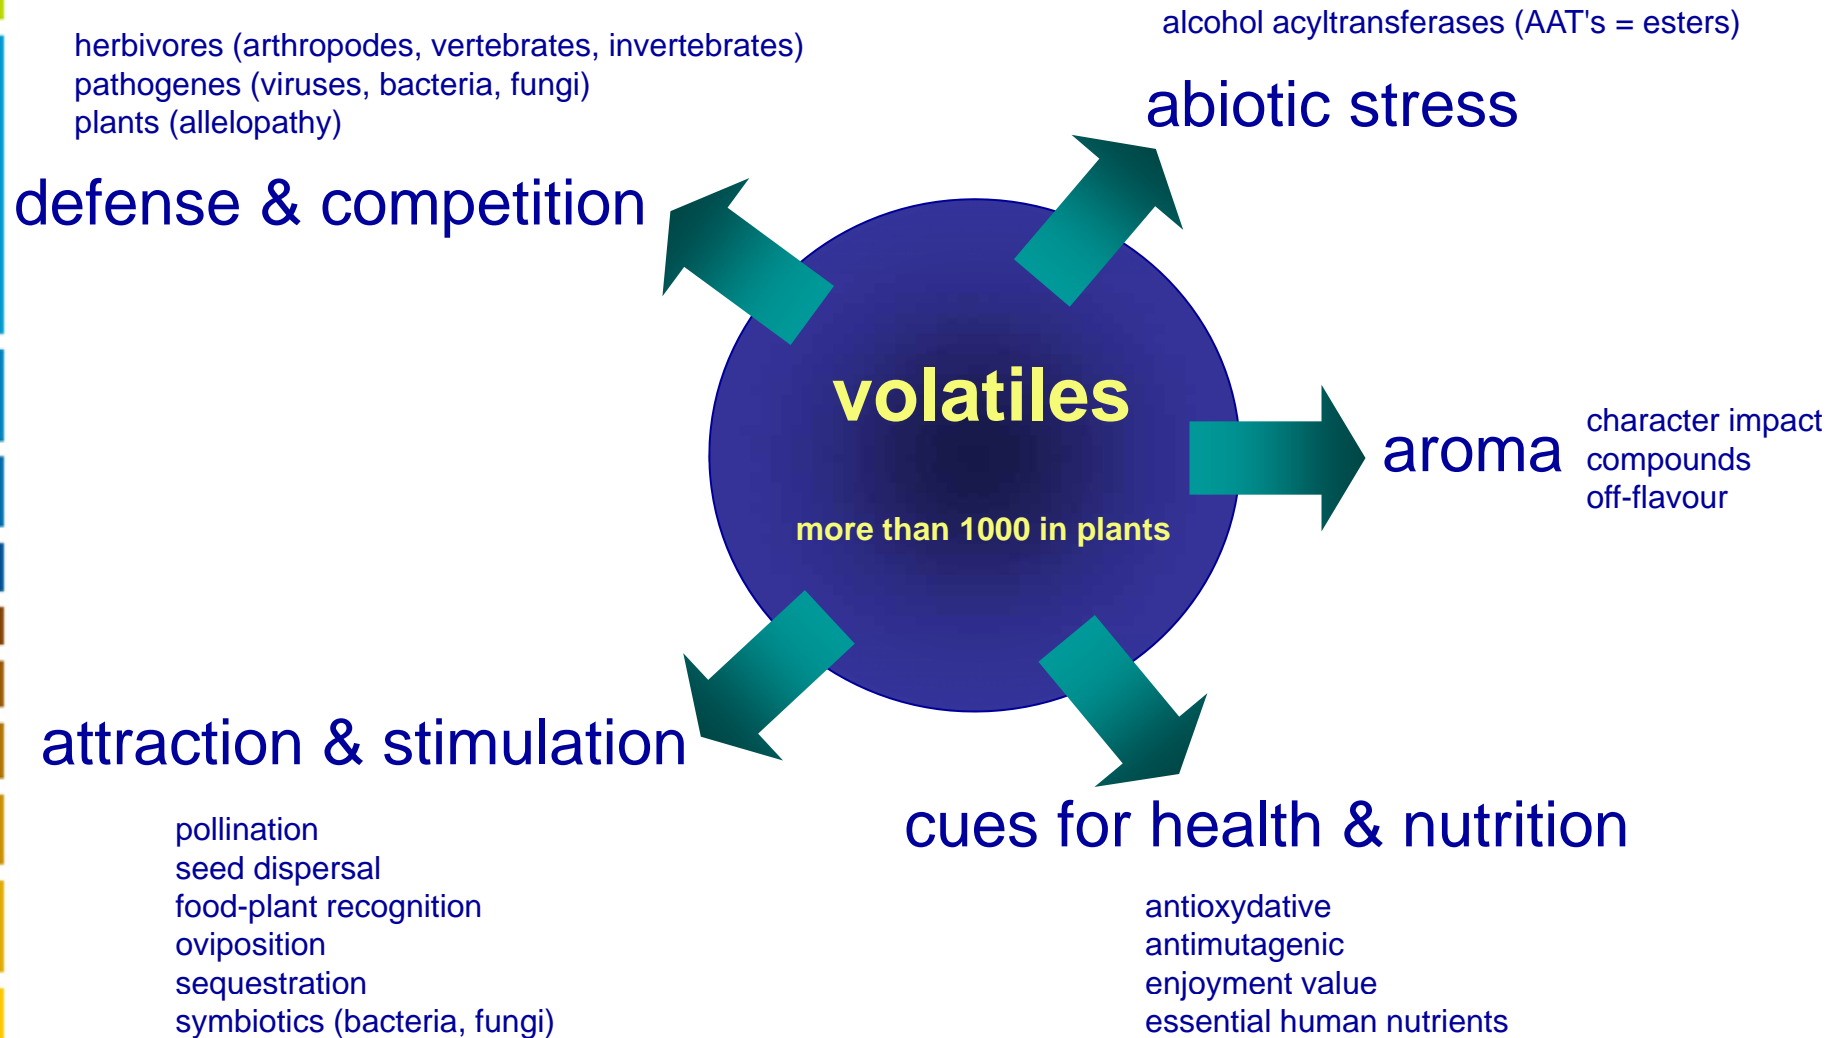 alcohol acyltransferases (AAT's = esters)
herbivores (arthropodes, vertebrates, invertebrates)
pathogenes (viruses, bacteria, fungi)
plants (allelopathy)
abiotic stress
defense & competition
volatiles
more than 1000 in plants
aroma
character impact
compounds
off-flavour
attraction & stimulation
pollination
seed dispersal
food-plant recognition
oviposition
sequestration
symbiotics (bacteria, fungi)
cues for health & nutrition
antioxydative
antimutagenic
enjoyment value
essential human nutrients